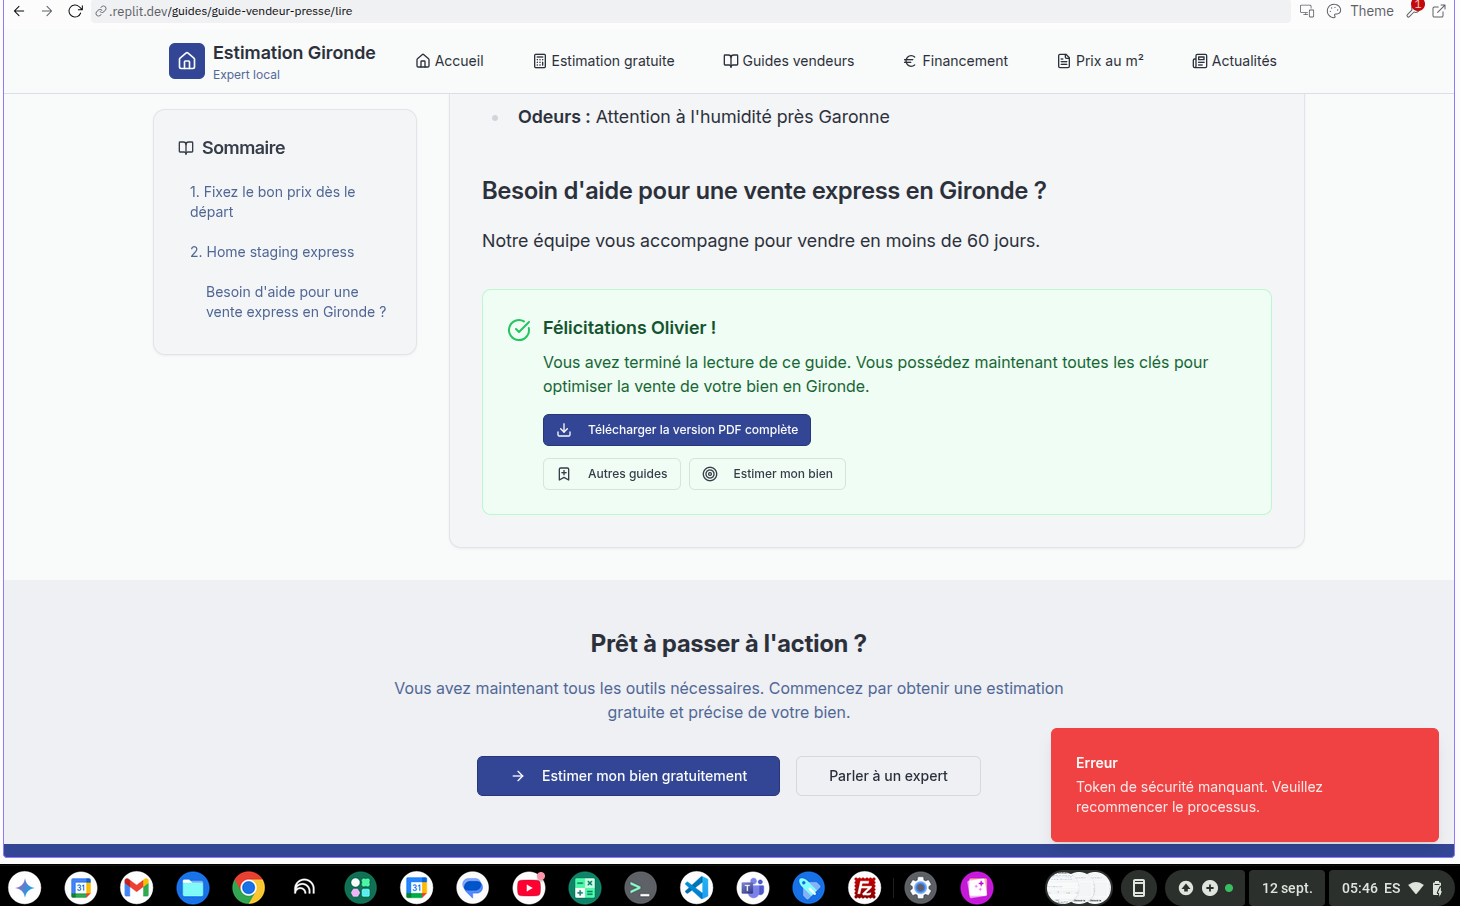 .replit.dev/guides/guide-vendeur-presse/lire
Theme
1
Estimation Gironde
Expert local
Accueil
Estimation gratuite
Guides vendeurs
Financement
Prix au m²
Actualités
Sommaire
1. Fixez le bon prix dès le
départ
2. Home staging express
Besoin d'aide pour une
vente express en Gironde ?
Odeurs : Attention à l'humidité près Garonne
Besoin d'aide pour une vente express en Gironde ?
Notre équipe vous accompagne pour vendre en moins de 60 jours.
Félicitations Olivier !
Vous avez terminé la lecture de ce guide. Vous possédez maintenant toutes les clés pour
optimiser la vente de votre bien en Gironde.
Télécharger la version PDF complète
Autres guides
Estimer mon bien
Prêt à passer à l'action ?
Vous avez maintenant tous les outils nécessaires. Commencez par obtenir une estimation
gratuite et précise de votre bien.
Estimer mon bien gratuitement
Parler à un expert
Erreur
Token de sécurité manquant. Veuillez
recommencer le processus.
31
31
12 sept.
05:46 ES